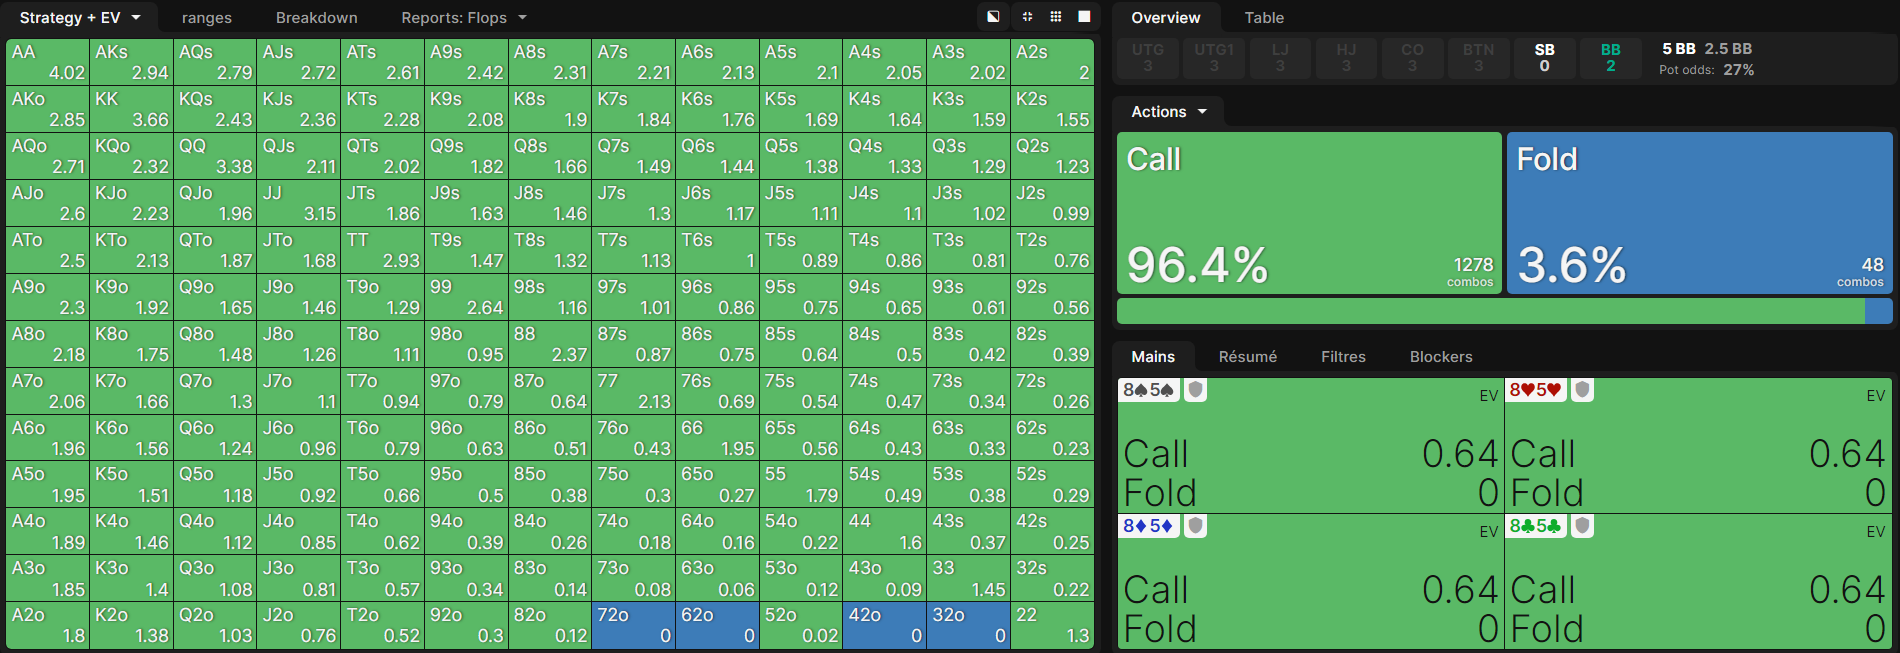 Strategy + EV ranges Breakdown Reports: Flops
AA 4.02 AKs 2.94 AQs 2.79 AJs 2.72 ATs 2.61 A9s 2.42 A8s 2.31 A7s 2.21 A6s 2.13 A5s 2.1 A4s 2.05 A3s 2.02 A2s 2
AKo 2.85 KK 3.66 KQs 2.43 KJs 2.36 KTs 2.28 K9s 2.08 K8s 1.9 K7s 1.84 K6s 1.76 K5s 1.69 K4s 1.64 K3s 1.59 K2s 1.55
AQo 2.71 KQo 2.32 QQ 3.38 QJs 2.11 QTs 2.02 Q9s 1.82 Q8s 1.66 Q7s 1.49 Q6s 1.44 Q5s 1.38 Q4s 1.33 Q3s 1.29 Q2s 1.23
AJo 2.6 KJo 2.23 QJo 1.96 JJ 3.15 JTs 1.86 J9s 1.63 J8s 1.46 J7s 1.3 J6s 1.17 J5s 1.11 J4s 1.1 J3s 1.02 J2s 0.99
ATo 2.5 KTo 2.13 QTo 1.87 JTo 1.68 TT 2.93 T9s 1.47 T8s 1.32 T7s 1.13 T6s 1 T5s 0.89 T4s 0.86 T3s 0.81 T2s 0.76
A9o 2.3 K9o 1.92 Q9o 1.65 J9o 1.46 T9o 1.29 99 2.64 98s 1.16 97s 1.01 96s 0.86 95s 0.75 94s 0.65 93s 0.61 92s 0.56
A8o 2.18 K8o 1.75 Q8o 1.48 J8o 1.26 T8o 1.11 98o 0.95 88 2.37 87s 0.87 86s 0.75 85s 0.64 84s 0.5 83s 0.42 82s 0.39
A7o 2.06 K7o 1.66 Q7o 1.3 J7o 1.1 T7o 0.94 97o 0.79 87o 0.64 77 2.13 76s 0.69 75s 0.54 74s 0.47 73s 0.34 72s 0.26
A6o 1.96 K6o 1.56 Q6o 1.24 J6o 0.96 T6o 0.79 96o 0.63 86o 0.51 76o 0.43 66 1.95 65s 0.56 64s 0.43 63s 0.33 62s 0.23
A5o 1.95 K5o 1.51 Q5o 1.18 J5o 0.92 T5o 0.66 95o 0.5 85o 0.38 75o 0.3 65o 0.27 55 1.79 54s 0.49 53s 0.38 52s 0.29
A4o 1.89 K4o 1.46 Q4o 1.12 J4o 0.85 T4o 0.62 94o 0.39 84o 0.26 74o 0.18 64o 0.16 54o 0.22 44 1.6 43s 0.37 42s 0.25
A3o 1.85 K3o 1.4 Q3o 1.08 J3o 0.81 T3o 0.57 93o 0.34 83o 0.14 73o 0.08 63o 0.06 53o 0.12 43o 0.09 33 1.45 32s 0.22
A2o 1.8 K2o 1.38 Q2o 1.03 J2o 0.76 T2o 0.52 92o 0.3 82o 0.12 72o 0 62o 0 52o 0.02 42o 0 32o 0 22 1.3
Overview Table
UTG UTG1 LJ HJ CO BTN SB BB
3 3 3 3 3 3 0 2
5 BB 2.5 BB
Pot odds: 27%
Actions
Call
96.4%
1278
combos
Fold
3.6%
48
combos
Mains Résumé Filtres Blockers
8♠5♠ EV
Call 0.64
Fold 0
8♥5♥ EV
Call 0.64
Fold 0
8♦5♦ EV
Call 0.64
Fold 0
8♣5♣ EV
Call 0.64
Fold 0